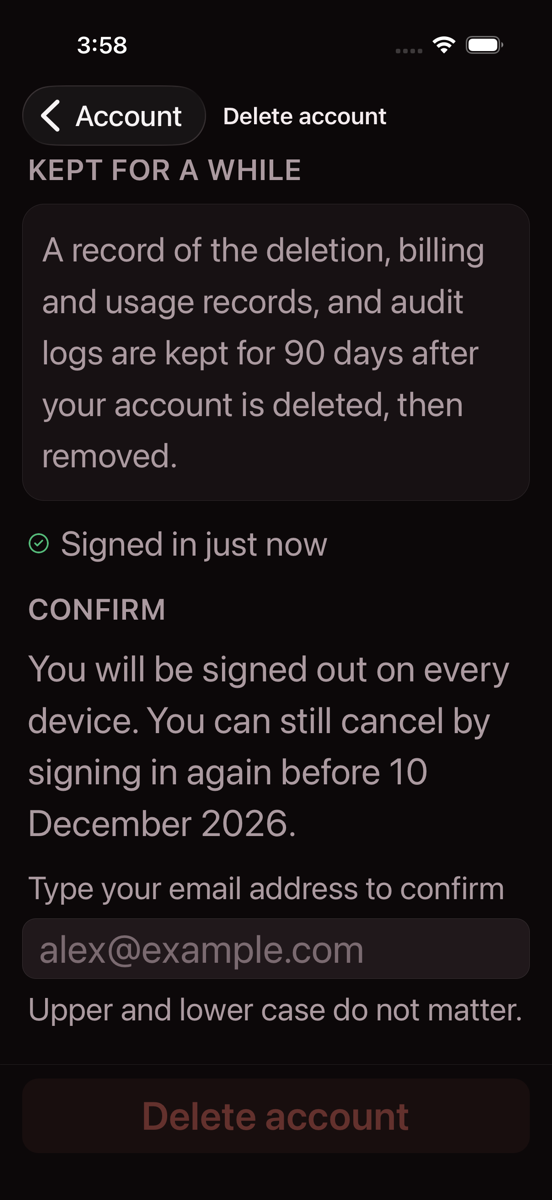 3:58
Account
Delete account
KEPT FOR A WHILE
A record of the deletion, billing
and usage records, and audit
logs are kept for 90 days after
your account is deleted, then
removed.
Signed in just now
CONFIRM
You will be signed out on every
device. You can still cancel by
signing in again before 10
December 2026.
Type your email address to confirm
alex@example.com
Upper and lower case do not matter.
Delete account